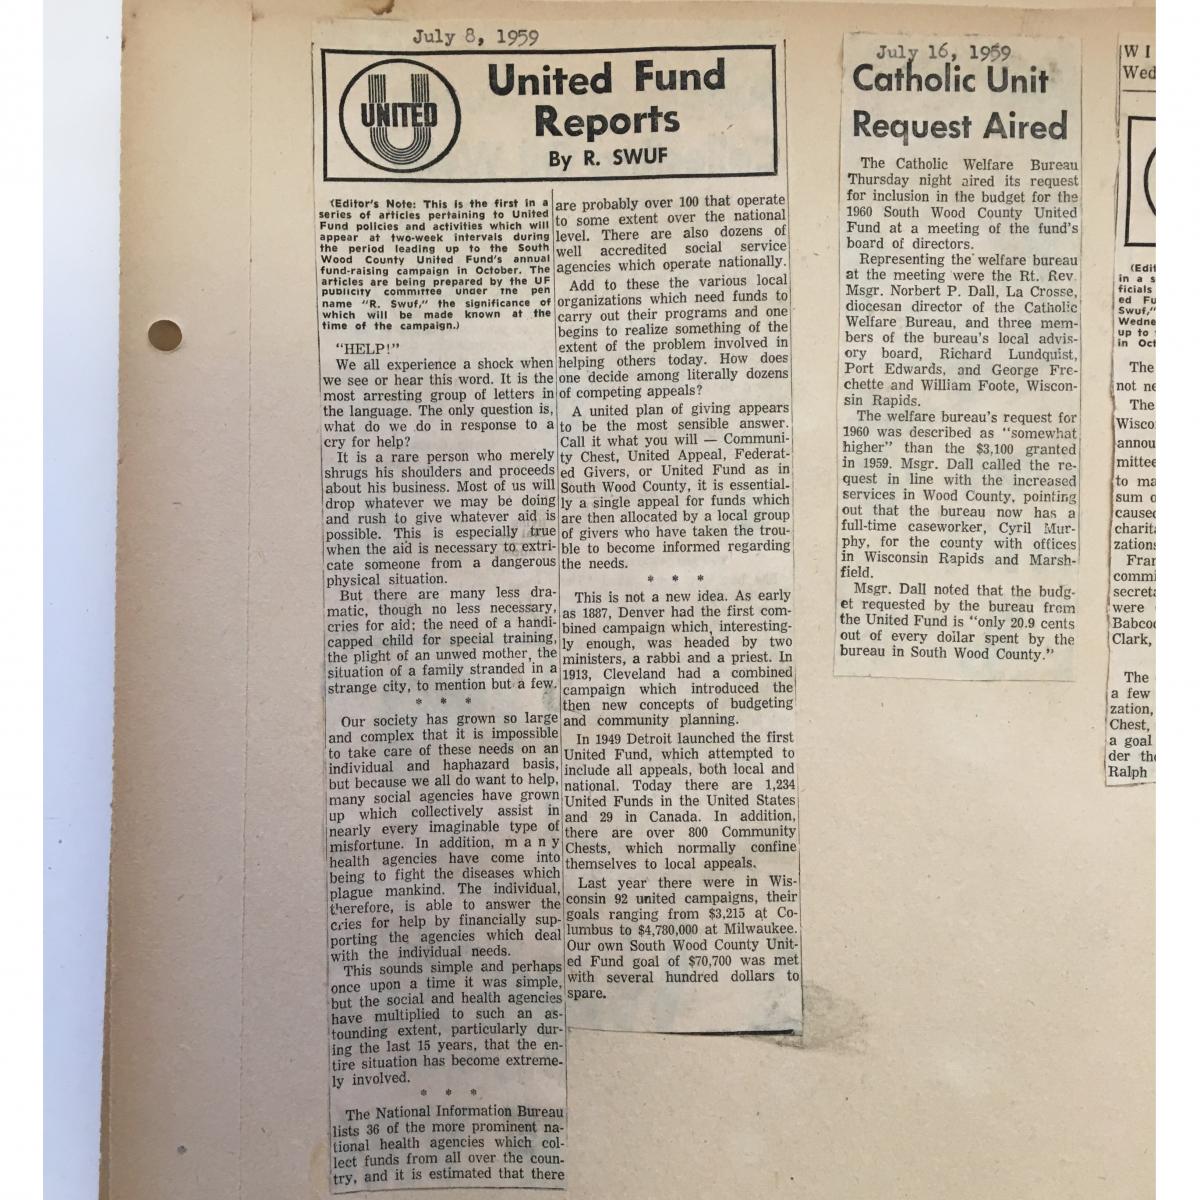 July 8, 1959
UNITED
United Fund
Reports
By R. SWUF
(Editor's Note: This is the first in a
series of articles pertaining to United
Fund policies and activities which will
appear at two-week intervals during
the period leading up to the South
Wood County United Fund's annual
fund-raising campaign in October. The
articles are being prepared by the UF
publicity committee under the pen
name "R. Swuf," the significance of
which will be made known at the
time of the campaign.)
"HELP!"
We all experience a shock when
we see or hear this word. It is the
most arresting group of letters in
the language. The only question is,
what do we do in response to a
cry for help?
It is a rare person who merely
shrugs his shoulders and proceeds
about his business. Most of us will
drop whatever we may be doing
and rush to give whatever aid is
possible. This is especially true
when the aid is necessary to extri-
cate someone from a dangerous
physical situation.
But there are many less dra-
matic, though no less necessary,
cries for aid; the need of a handi-
capped child for special training,
the plight of an unwed mother, the
situation of a family stranded in a
strange city, to mention but a few.
* * *
Our society has grown so large
and complex that it is impossible
to take care of these needs on an
individual and haphazard basis,
but because we all do want to help,
many social agencies have grown
up which collectively assist in
nearly every imaginable type of
misfortune. In addition, many
health agencies have come into
being to fight the diseases which
plague mankind. The individual,
therefore, is able to answer the
cries for help by financially sup-
porting the agencies which deal
with the individual needs.
This sounds simple and perhaps
once upon a time it was simple,
but the social and health agencies
have multiplied to such an as-
tounding extent, particularly dur-
ing the last 15 years, that the en-
tire situation has become extreme-
ly involved.
* * *
The National Information Bureau
lists 36 of the more prominent na-
tional health agencies which col-
lect funds from all over the coun-
try, and it is estimated that there
are probably over 100 that operate
to some extent over the national
level. There are also dozens of
well accredited social service
agencies which operate nationally.
Add to these the various local
organizations which need funds to
carry out their programs and one
begins to realize something of the
extent of the problem involved in
helping others today. How does
one decide among literally dozens
of competing appeals?
A united plan of giving appears
to be the most sensible answer.
Call it what you will — Communi-
ty Chest, United Appeal, Federat-
ed Givers, or United Fund as in
South Wood County, it is essential-
ly a single appeal for funds which
are then allocated by a local group
of givers who have taken the trou-
ble to become informed regarding
the needs.
* * *
This is not a new idea. As early
as 1887, Denver had the first com-
bined campaign which, interesting-
ly enough, was headed by two
ministers, a rabbi and a priest. In
1913, Cleveland had a combined
campaign which introduced the
then new concepts of budgeting
and community planning.
In 1949 Detroit launched the first
United Fund, which attempted to
include all appeals, both local and
national. Today there are 1,234
United Funds in the United States
and 29 in Canada. In addition,
there are over 800 Community
Chests, which normally confine
themselves to local appeals.
Last year there were in Wis-
consin 92 united campaigns, their
goals ranging from $3,215 at Co-
lumbus to $4,780,000 at Milwaukee.
Our own South Wood County Unit-
ed Fund goal of $70,700 was met
with several hundred dollars to
spare.
July 16, 1959
Catholic Unit
Request Aired
The Catholic Welfare Bureau
Thursday night aired its request
for inclusion in the budget for the
1960 South Wood County United
Fund at a meeting of the fund's
board of directors.
Representing the welfare bureau
at the meeting were the Rt. Rev.
Msgr. Norbert P. Dall, La Crosse,
diocesan director of the Catholic
Welfare Bureau, and three mem-
bers of the bureau's local advis-
ory board, Richard Lundquist,
Port Edwards, and George Fre-
chette and William Foote, Wiscon-
sin Rapids.
The welfare bureau's request for
1960 was described as "somewhat
higher" than the $3,100 granted
in 1959. Msgr. Dall called the re-
quest in line with the increased
services in Wood County, pointing
out that the bureau now has a
full-time caseworker, Cyril Mur-
phy, for the county with offices
in Wisconsin Rapids and Marsh-
field.
Msgr. Dall noted that the budg-
et requested by the bureau from
the United Fund is "only 20.9 cents
out of every dollar spent by the
bureau in South Wood County."
W I
Wed
(Edit
in a s
ficials
ed Fu
Swuf,"
Wedne
up to
in Oct
The
not ne
The
Wisco
annou
mittee
to ma
sum o
caused
charita
zations
Fran
commi
secreta
were
Babcoc
Clark,
The
a few
zation,
Chest,
a goal
der the
Ralph